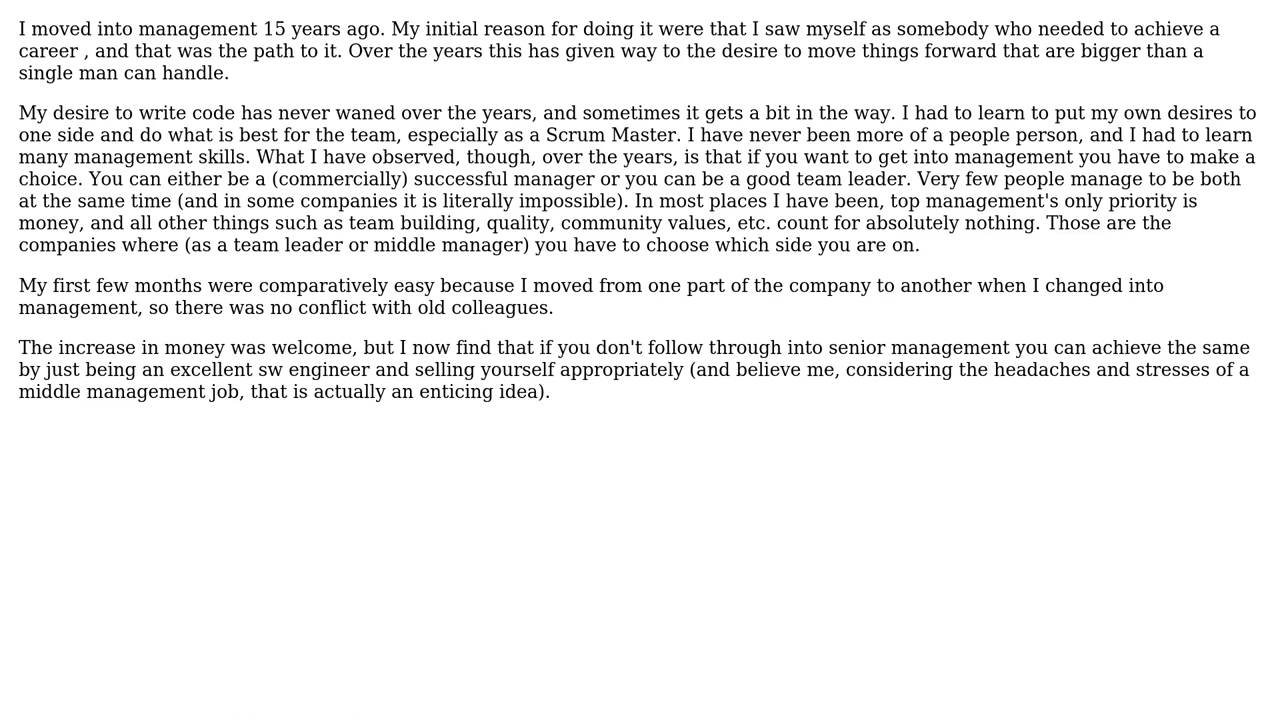 I moved into management 15 years ago. My initial reason for doing it were that I saw myself as somebody who needed to achieve a
career , and that was the path to it. Over the years this has given way to the desire to move things forward that are bigger than a
single man can handle.
My desire to write code has never waned over the years, and sometimes it gets a bit in the way. I had to learn to put my own desires to
one side and do what is best for the team, especially as a Scrum Master. I have never been more of a people person, and I had to learn
many management skills. What I have observed, though, over the years, is that if you want to get into management you have to make a
choice. You can either be a (commercially) successful manager or you can be a good team leader. Very few people manage to be both
at the same time (and in some companies it is literally impossible). In most places I have been, top management's only priority is
money, and all other things such as team building, quality, community values, etc. count for absolutely nothing. Those are the
companies where (as a team leader or middle manager) you have to choose which side you are on.
My first few months were comparatively easy because I moved from one part of the company to another when I changed into
management, so there was no conflict with old colleagues.
The increase in money was welcome, but I now find that if you don't follow through into senior management you can achieve the same
by just being an excellent sw engineer and selling yourself appropriately (and believe me, considering the headaches and stresses of a
middle management job, that is actually an enticing idea).